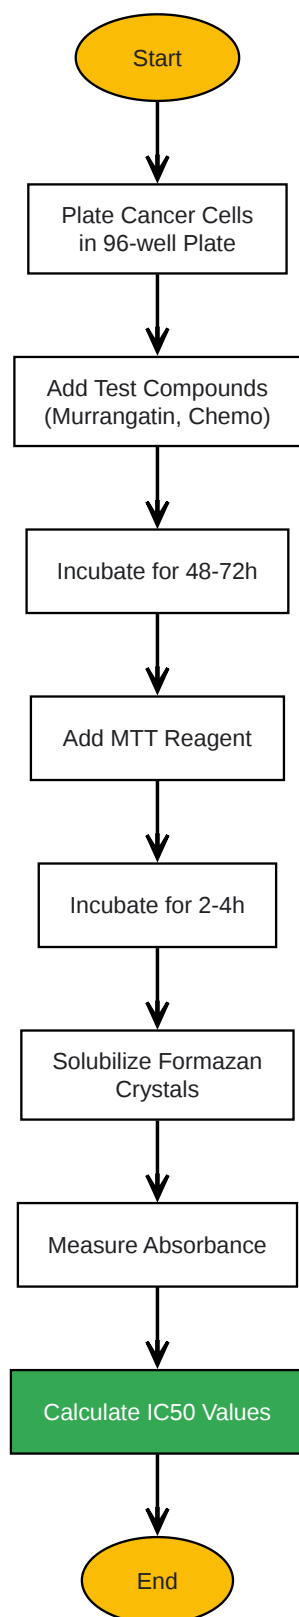 Start
Plate Cancer Cells
in 96-well Plate
Add Test Compounds
(Murrangatin, Chemo)
Incubate for 48-72h
Add MTT Reagent
Incubate for 2-4h
Solubilize Formazan
Crystals
Measure Absorbance
Calculate IC50 Values
End